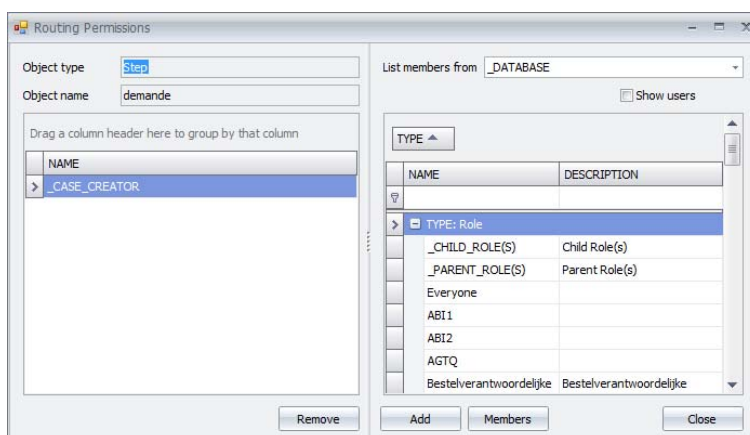 Routing Permissions
Object type Step
Object name demande
Drag a column header here to group by that column
NAME
_CASE_CREATOR
Remove
List members from _DATABASE
Show users
TYPE
NAME DESCRIPTION
TYPE: Role
_CHILD_ROLE(S) Child Role(s)
_PARENT_ROLE(S) Parent Role(s)
Everyone
ABI1
ABI2
AGTQ
Bestelverantwoordelijke Bestelverantwoordelijke
Add Members Close